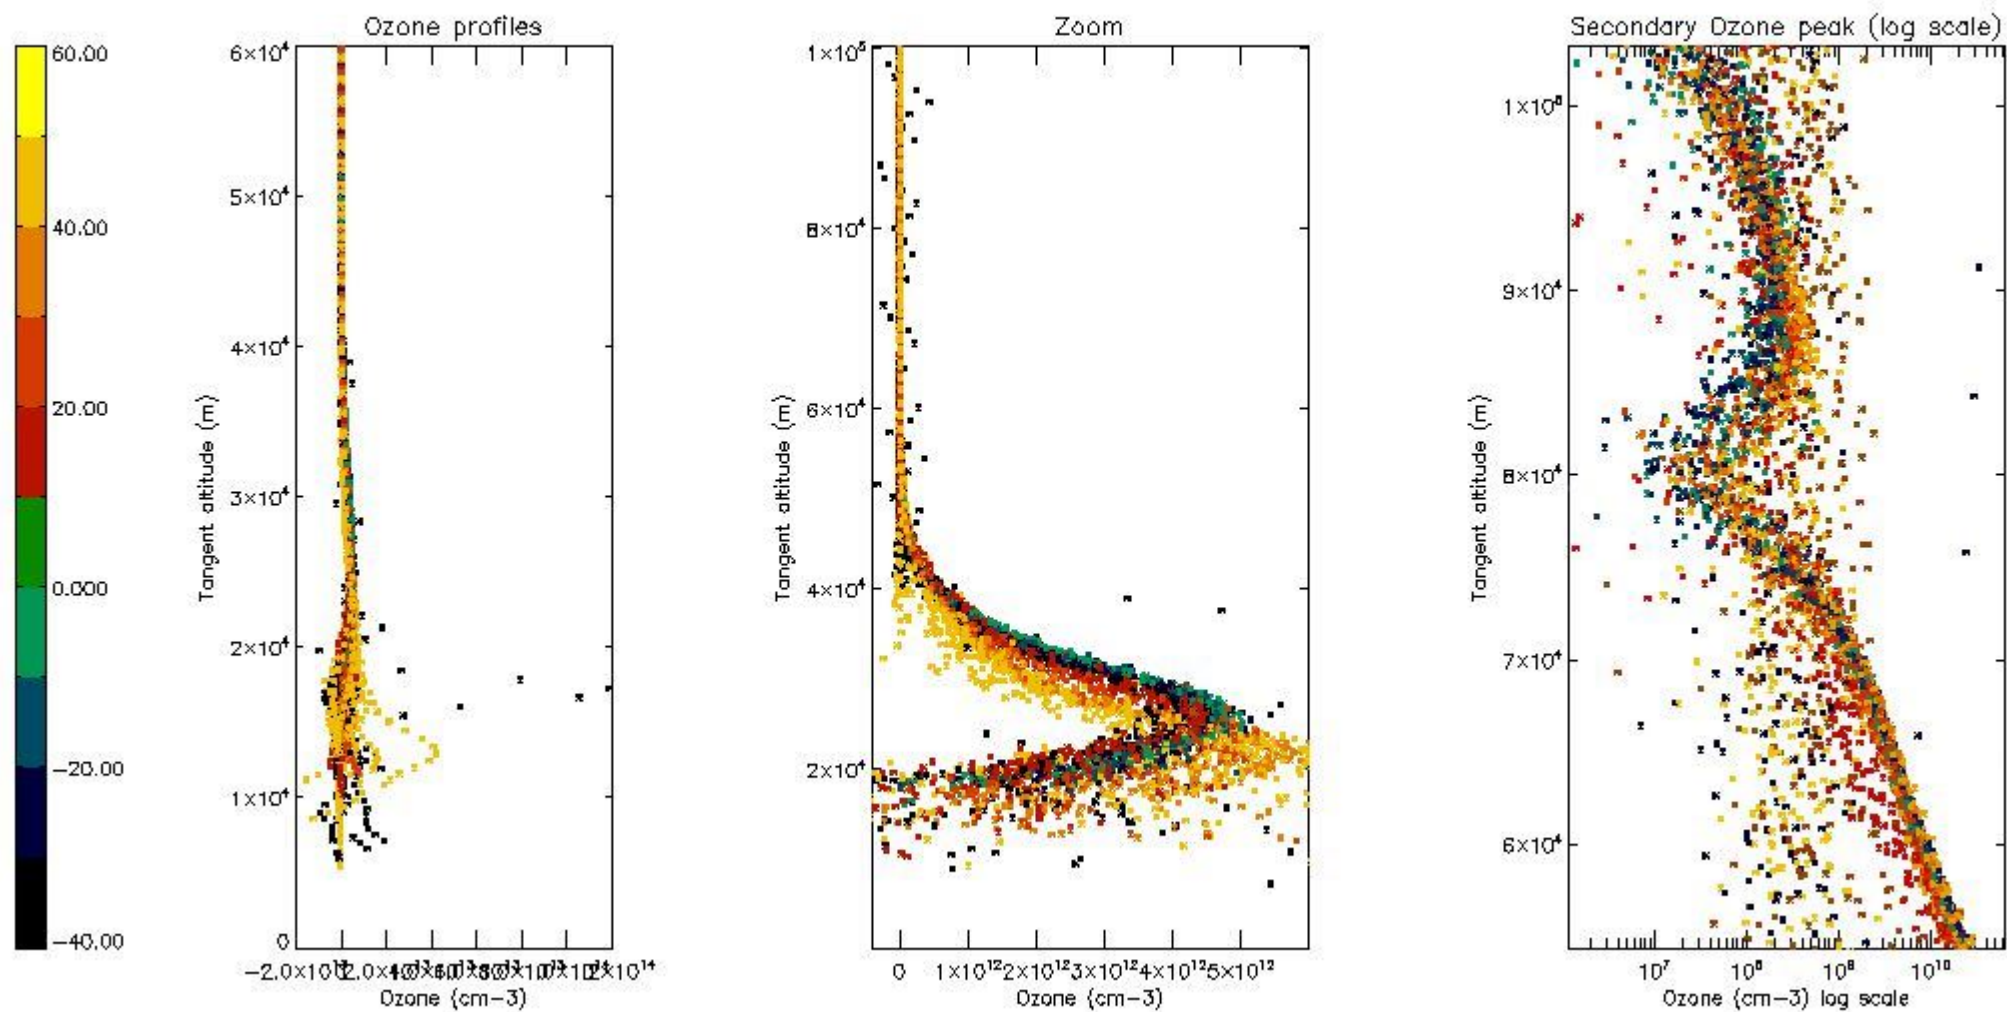 Ozone profiles
Zoom
Secondary Ozone peak (log scale)
60.00
40.00
20.00
0.000
-20.00
-40.00
6×10⁴
5×10⁴
4×10⁴
3×10⁴
2×10⁴
1×10⁴
0
Tangent altitude (m)
Ozone (cm-3)
1×10⁵
8×10⁴
6×10⁴
4×10⁴
2×10⁴
Tangent altitude (m)
0 1×10¹² 2×10¹² 3×10¹² 4×10¹² 5×10¹²
Ozone (cm-3)
9×10⁴
8×10⁴
7×10⁴
6×10⁴
Tangent altitude (m)
10⁷ 10⁸ 10⁹ 10¹⁰
Ozone (cm-3) log scale